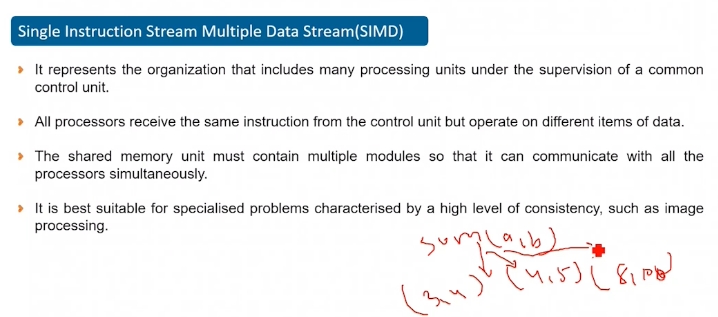 Single Instruction Stream Multiple Data Stream(SIMD)
It represents the organization that includes many processing units under the supervision of a common
control unit.
All processors receive the same instruction from the control unit but operate on different items of data.
The shared memory unit must contain multiple modules so that it can communicate with all the
processors simultaneously.
It is best suitable for specialised problems characterised by a high level of consistency, such as image
processing.
sum(a,b)
(3,4) (4,5) (8,100)